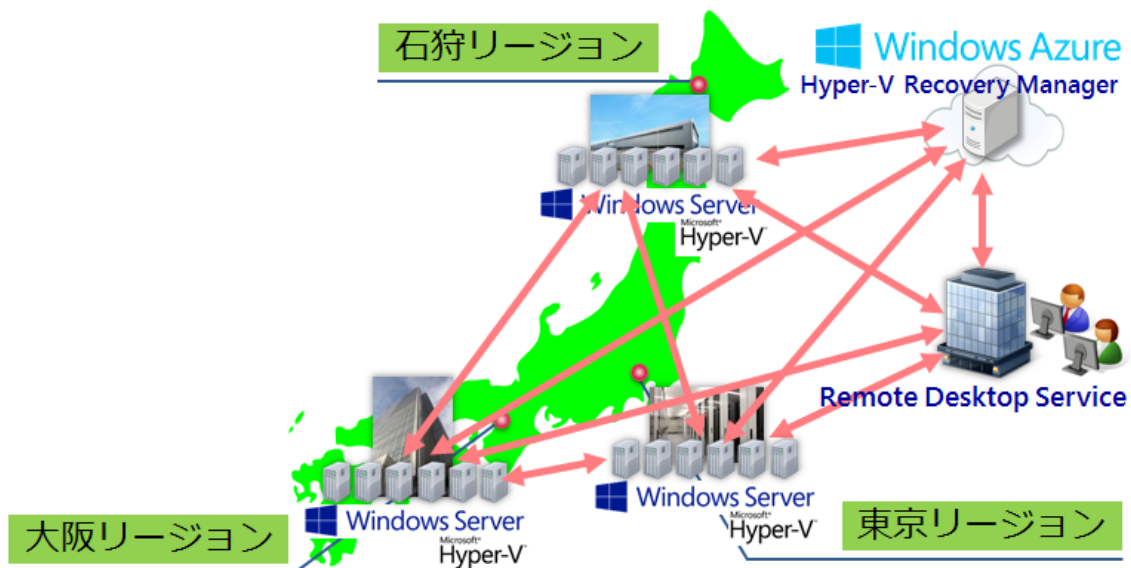 石狩リージョン
Windows Azure
Hyper-V Recovery Manager
Windows Server
Microsoft®
Hyper-V
Remote Desktop Service
Windows Server
Microsoft®
Hyper-V
東京リージョン
Windows Server
Microsoft®
Hyper-V
大阪リージョン